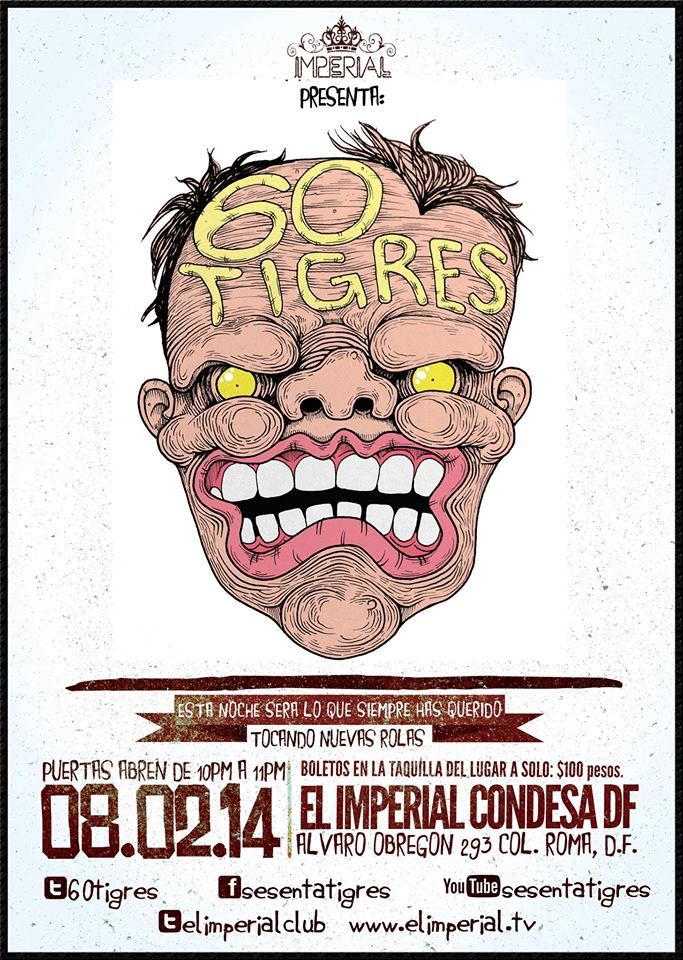 IMPERIAL
PRESENTA:
60
TIGRES
ESTA NOCHE SERA LO QUE SIEMPRE HAS QUERIDO
TOCANDO NUEVAS ROLAS
PUERTAS ABREN DE 10PM A 11PM
08.02.14
BOLETOS EN LA TAQUILLA DEL LUGAR A SOLO: $100 pesos.
EL IMPERIAL CONDESA DF
ALVARO OBREGON 293 COL. ROMA, D.F.
t 60tigres f sesentatigres YouTube sesentatigres
t elimperialclub www.elimperial.tv